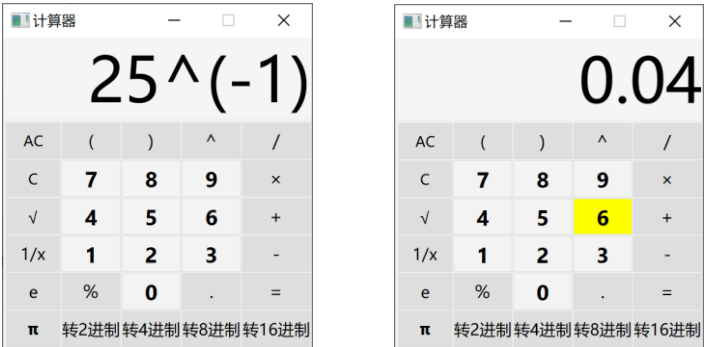 计算器
25^(-1)
AC ( ) ^ /
C 7 8 9 ×
√ 4 5 6 +
1/x 1 2 3 -
e % 0 . =
π 转2进制 转4进制 转8进制 转16进制
计算器
0.04
AC ( ) ^ /
C 7 8 9 ×
√ 4 5 6 +
1/x 1 2 3 -
e % 0 . =
π 转2进制 转4进制 转8进制 转16进制